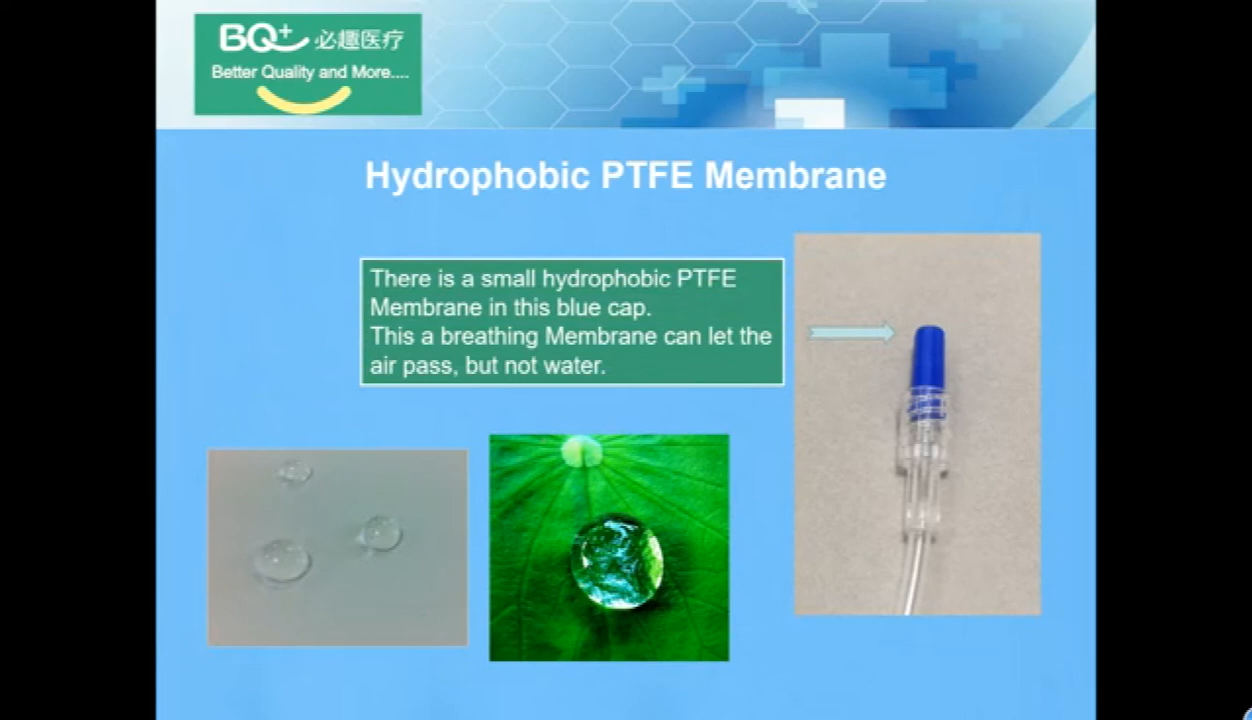 BQ+ 必趣医疗
Better Quality and More....
Hydrophobic PTFE Membrane
There is a small hydrophobic PTFE
Membrane in this blue cap.
This a breathing Membrane can let the
air pass, but not water.